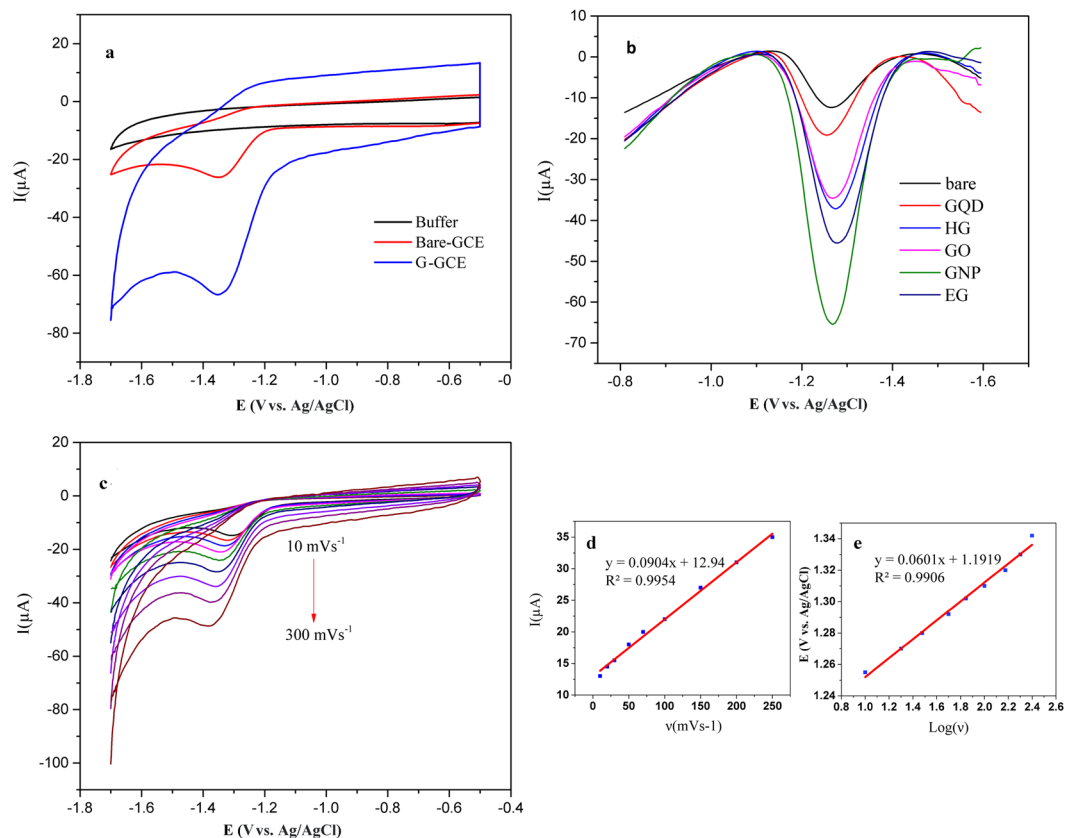 a
20
0
-20
-40
-60
-80
I(µA)
Buffer
Bare-GCE
G-GCE
-1.8 -1.6 -1.4 -1.2 -1.0 -0.8 -0.6 -0
E (V vs. Ag/AgCl)
b
10
0
-10
-20
-30
-40
-50
-60
-70
I(µA)
bare
GQD
HG
GO
GNP
EG
-0.8 -1.0 -1.2 -1.4 -1.6
E (V vs. Ag/AgCl)
c
20
0
-20
-40
-60
-80
-100
I(µA)
10 mVs⁻¹
300 mVs⁻¹
-1.8 -1.6 -1.4 -1.2 -1.0 -0.8 -0.6 -0.4
E (V vs. Ag/AgCl)
d
35
30
25
20
15
10
I(µA)
y = 0.0904x + 12.94
R² = 0.9954
0 50 100 150 200 250
ν(mVs-1)
e
1.34
1.32
1.30
1.28
1.26
1.24
E (V vs. Ag/AgCl)
y = 0.0601x + 1.1919
R² = 0.9906
0.8 1.0 1.2 1.4 1.6 1.8 2.0 2.2 2.4 2.6
Log(ν)